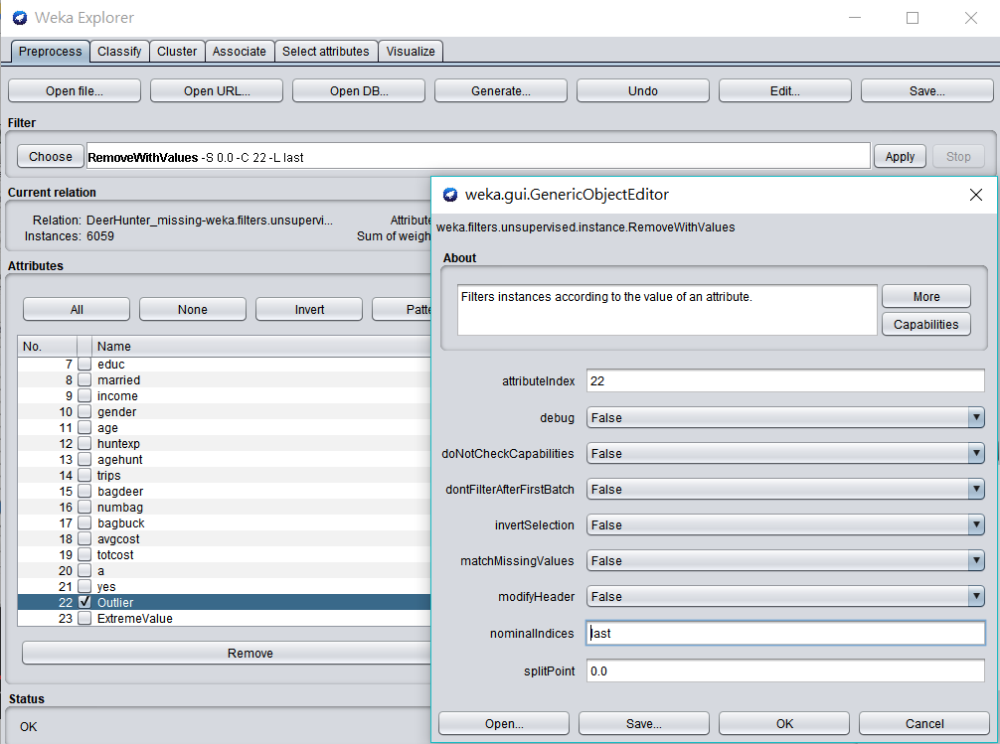 Weka Explorer
Preprocess Classify Cluster Associate Select attributes Visualize
Open file... Open URL... Open DB... Generate... Undo Edit... Save...
Filter
Choose RemoveWithValues -S 0.0 -C 22 -L last Apply Stop
Current relation
Relation: DeerHunter_missing-weka.filters.unsupervi... Attribute
Instances: 6059 Sum of weigh
Attributes
All None Invert Patte
No. Name
7 educ
8 married
9 income
10 gender
11 age
12 huntexp
13 agehunt
14 trips
15 bagdeer
16 numbag
17 bagbuck
18 avgcost
19 totcost
20 a
21 yes
22 Outlier
23 ExtremeValue
Remove
Status
OK
weka.gui.GenericObjectEditor
weka.filters.unsupervised.instance.RemoveWithValues
About
Filters instances according to the value of an attribute.
More
Capabilities
attributeIndex 22
debug False
doNotCheckCapabilities False
dontFilterAfterFirstBatch False
invertSelection False
matchMissingValues False
modifyHeader False
nominalIndices last
splitPoint 0.0
Open... Save... OK Cancel